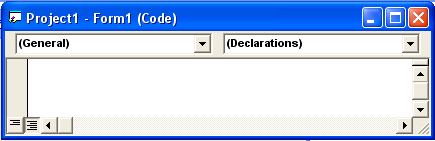 Project1 - Form1 (Code)
(General) (Declarations)